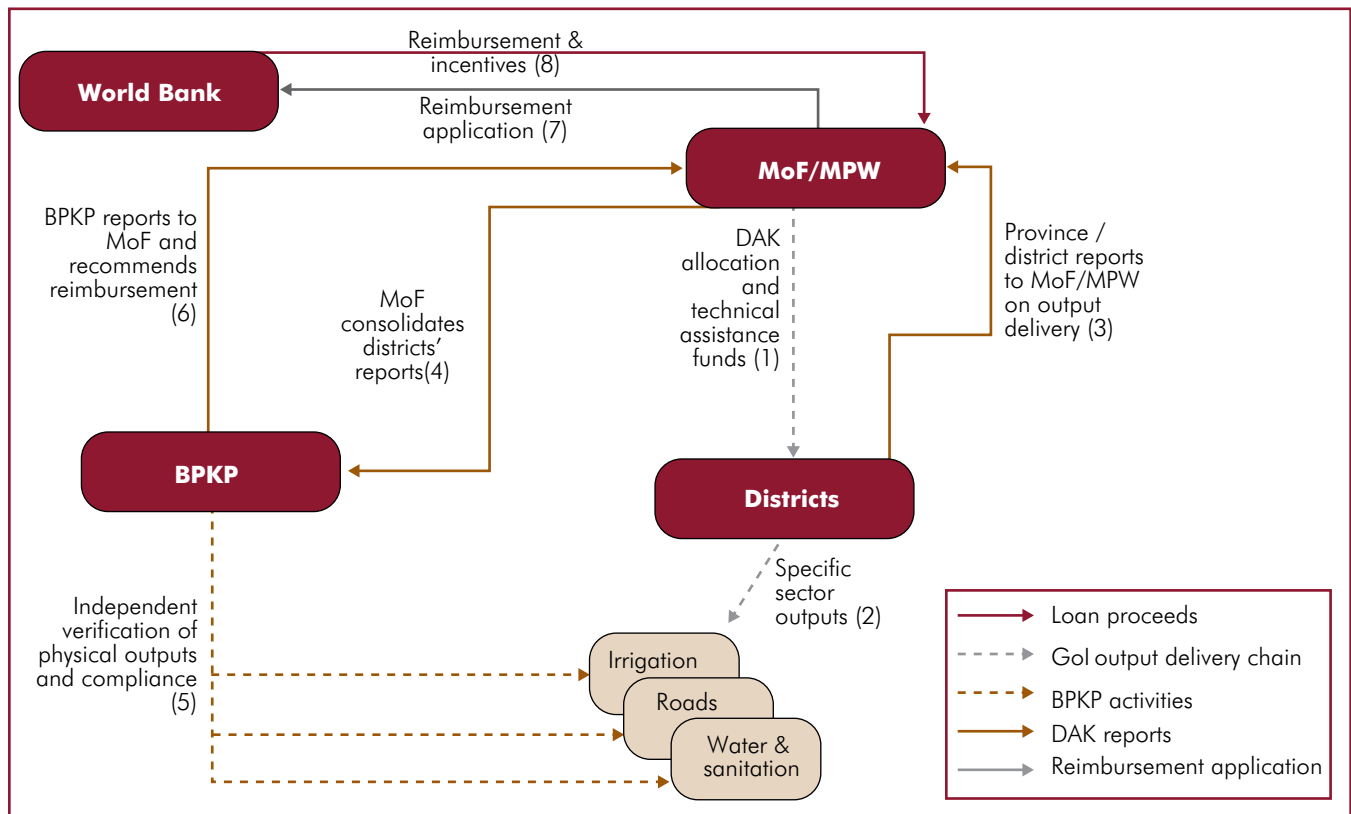 Reimbursement &
incentives (8)
World Bank
Reimbursement
application (7)
MoF/MPW
BPKP reports to
MoF and
recommends
reimbursement
(6)
MoF
consolidates
districts'
reports(4)
DAK
allocation
and
technical
assistance
funds (1)
Province /
district reports
to MoF/MPW
on output
delivery (3)
BPKP
Districts
Specific
sector
outputs (2)
Independent
verification of
physical outputs
and compliance
(5)
Irrigation
Roads
Water &
sanitation
Loan proceeds
GoI output delivery chain
BPKP activities
DAK reports
Reimbursement application